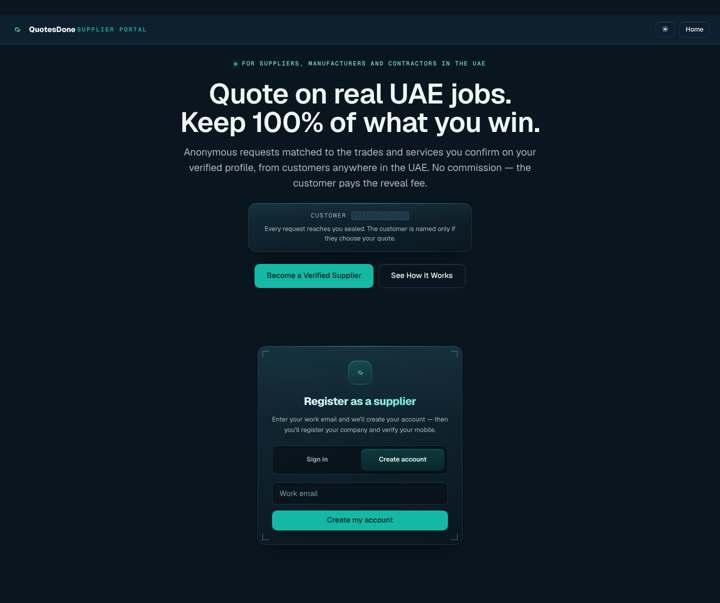 QuotesDone SUPPLIER PORTAL
Home
FOR SUPPLIERS, MANUFACTURERS AND CONTRACTORS IN THE UAE
Quote on real UAE jobs.
Keep 100% of what you win.
Anonymous requests matched to the trades and services you confirm on your
verified profile, from customers anywhere in the UAE. No commission — the
customer pays the reveal fee.
CUSTOMER
Every request reaches you sealed. The customer is named only if
they choose your quote.
Become a Verified Supplier
See How It Works
Register as a supplier
Enter your work email and we'll create your account — then
you'll register your company and verify your mobile.
Sign in
Create account
Work email
Create my account